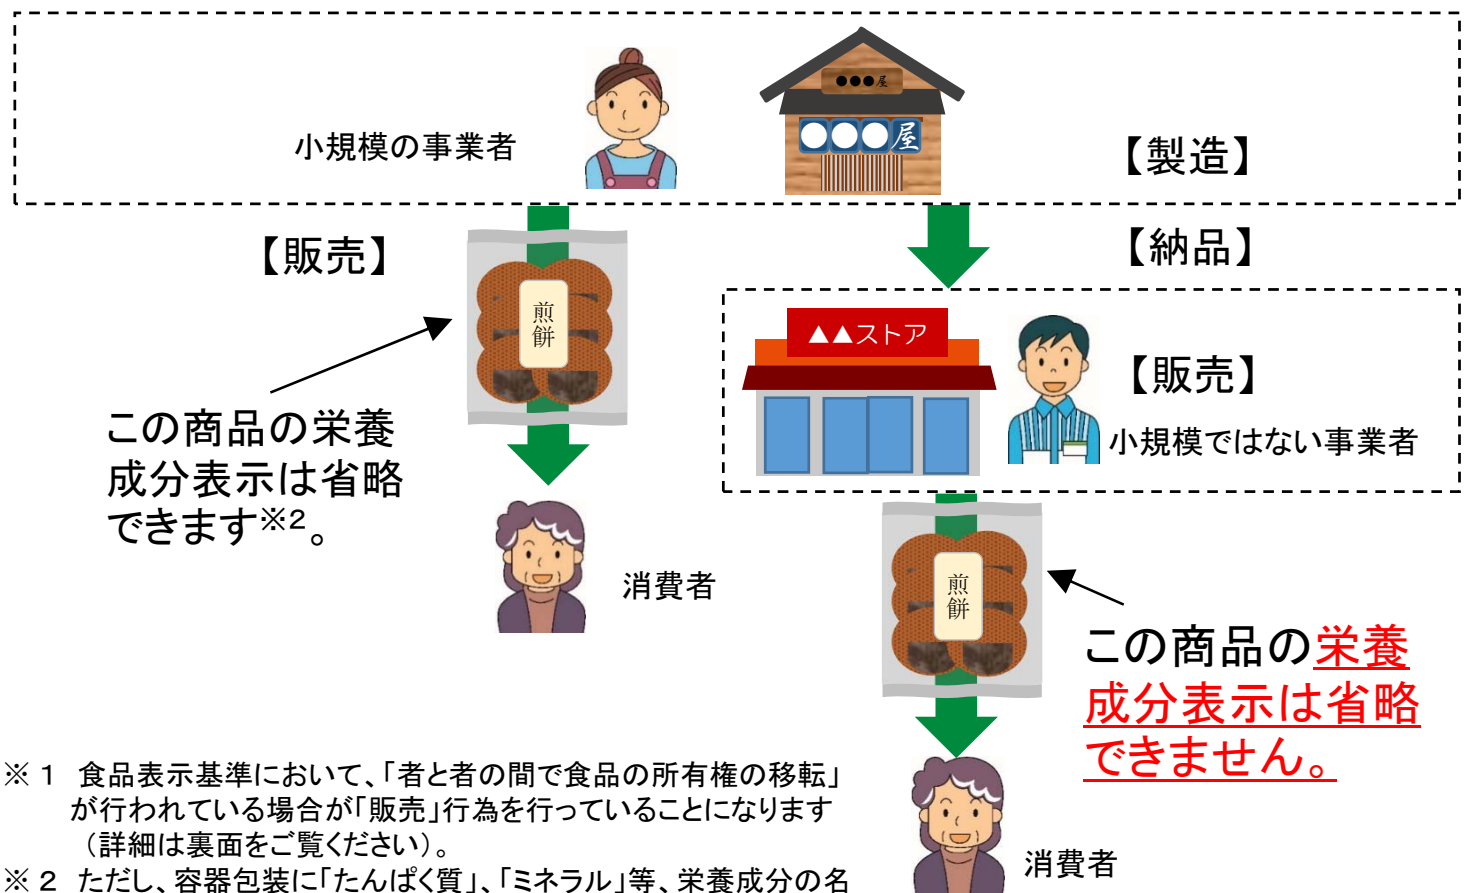 小規模の事業者
●●●屋
●●●屋
【製造】
【販売】
【納品】
煎餅
▲▲ストア
【販売】
小規模ではない事業者
この商品の栄養
成分表示は省略
できます※2。
消費者
煎餅
この商品の栄養
成分表示は省略
できません。
※１ 食品表示基準において、「者と者の間で食品の所有権の移転」
が行われている場合が「販売」行為を行っていることになります
（詳細は裏面をご覧ください）。
※２ ただし、容器包装に「たんぱく質」、「ミネラル」等、栄養成分の名
消費者